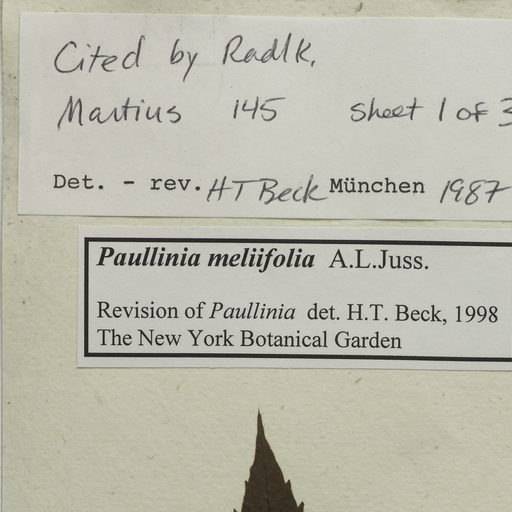 Cited by Radlk.
Martius 145 Sheet 1 of 3
Det. - rev. HT Beck München 1987
Paullinia meliifolia A.L.Juss.
Revision of Paullinia det. H.T. Beck, 1998
The New York Botanical Garden